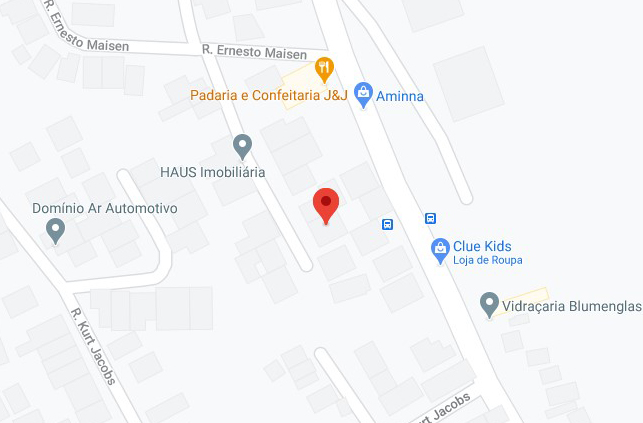 R. Ernesto Maisen
R. Ernesto Maisen
Padaria e Confeitaria J&J
Aminna
HAUS Imobiliária
Domínio Ar Automotivo
Clue Kids
Loja de Roupa
Vidraçaria Blumenglas
R. Kurt Jacobs
rt Jacobs